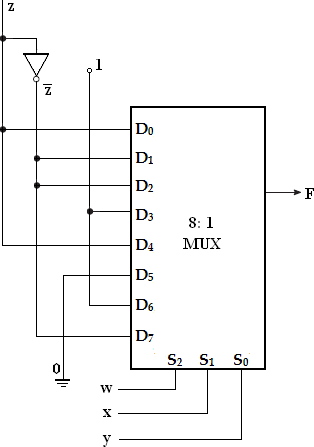 z
1
z̅
D₀
D₁
D₂
D₃
D₄
D₅
D₆
D₇
8: 1
MUX
F
S₂ S₁ S₀
0
w
x
y